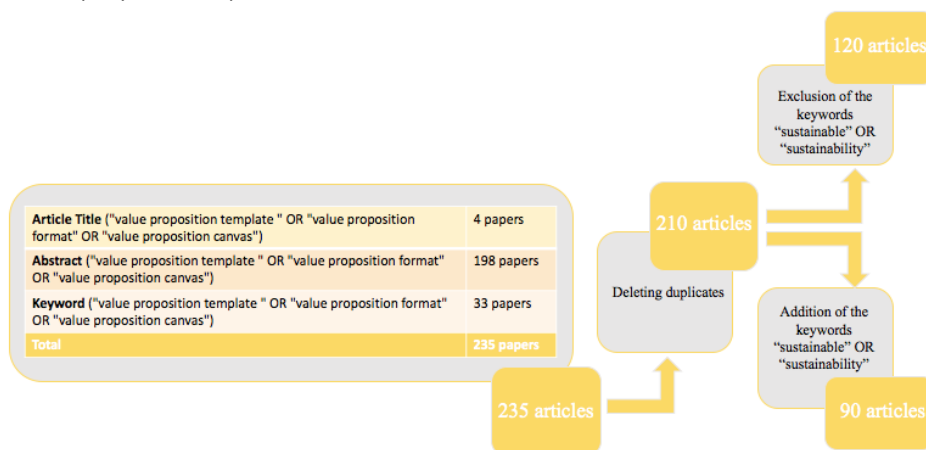 Article Title ("value proposition template " OR "value proposition
format" OR "value proposition canvas")
4 papers
Abstract ("value proposition template " OR "value proposition format"
OR "value proposition canvas")
198 papers
Keyword ("value proposition template " OR "value proposition format"
OR "value proposition canvas")
33 papers
Total
235 papers
235 articles
Deleting duplicates
210 articles
120 articles
Exclusion of the
keywords
“sustainable” OR
“sustainability”
Addition of the
keywords
“sustainable” OR
“sustainability”
90 articles